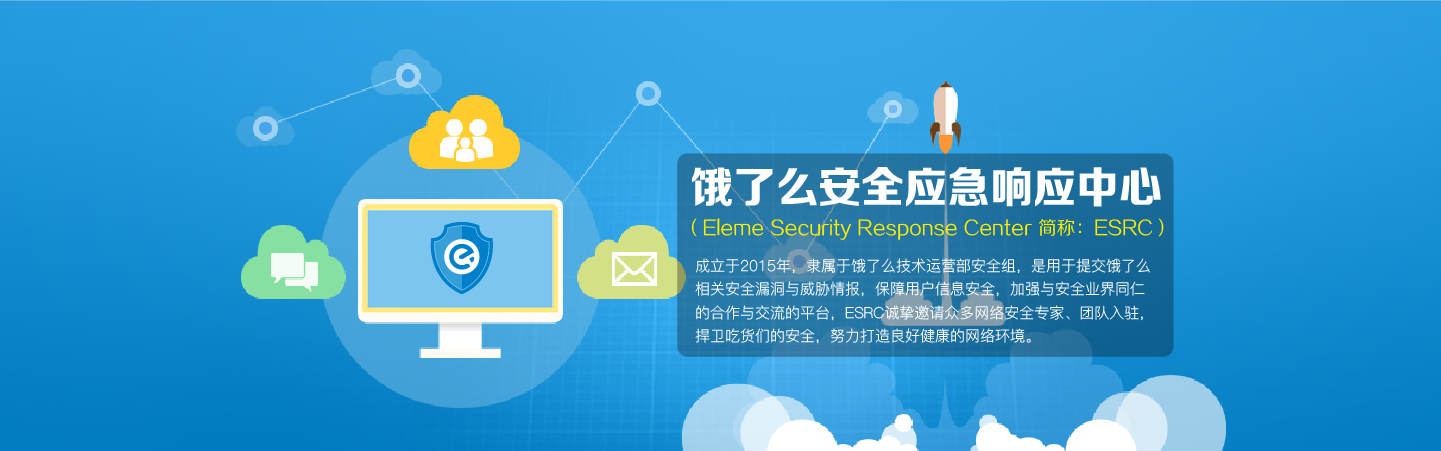 饿了么安全应急响应中心
（Eleme Security Response Center 简称：ESRC）
成立于2015年，隶属于饿了么技术运营部安全组，是用于提交饿了么
相关安全漏洞与威胁情报，保障用户信息安全，加强与安全业界同仁
的合作与交流的平台，ESRC诚挚邀请众多网络安全专家、团队入驻，
捍卫吃货们的安全，努力打造良好健康的网络环境。